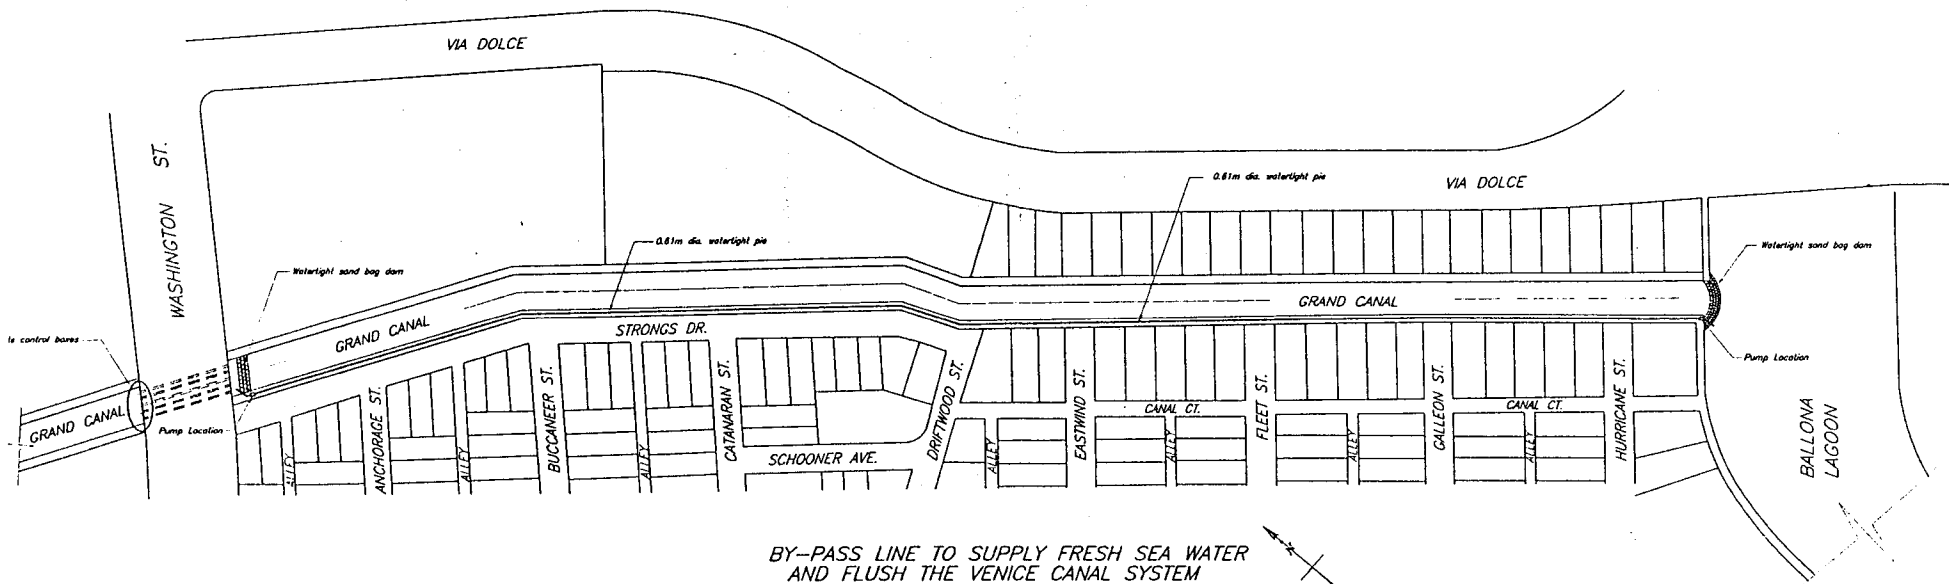 VIA DOLCE
WASHINGTON ST.
0.61m dia. watertight pie
VIA DOLCE
0.61m dia. watertight pie
Watertight sand bag dam
Watertight sand bag dam
GRAND CANAL
GRAND CANAL
STRONGS DR.
le control boxes
Pump Location
GRAND CANAL
Pump Location
ALLEY
ANCHORAGE ST.
ALLEY
BUCCANEER ST.
ALLEY
CATANARAN ST.
SCHOONER AVE.
DRIFTWOOD ST.
ALLEY
EASTWIND ST.
CANAL CT.
ALLEY
FLEET ST.
ALLEY
GALLEON ST.
CANAL CT.
ALLEY
HURRICANE ST.
BALLONA
LAGOON
BY-PASS LINE TO SUPPLY FRESH SEA WATER
AND FLUSH THE VENICE CANAL SYSTEM
N